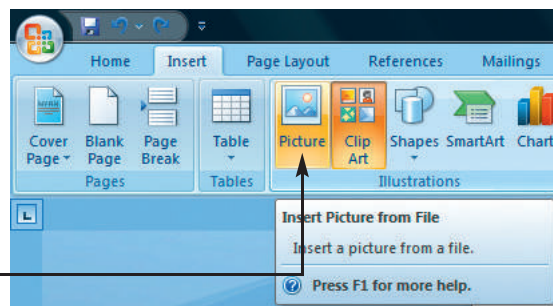 Home Insert Page Layout References Mailings
Cover Blank Page Table Picture Clip Shapes SmartArt Chart
Page Page Break Art
Pages Tables Illustrations
L
Insert Picture from File
Insert a picture from a file.
Press F1 for more help.